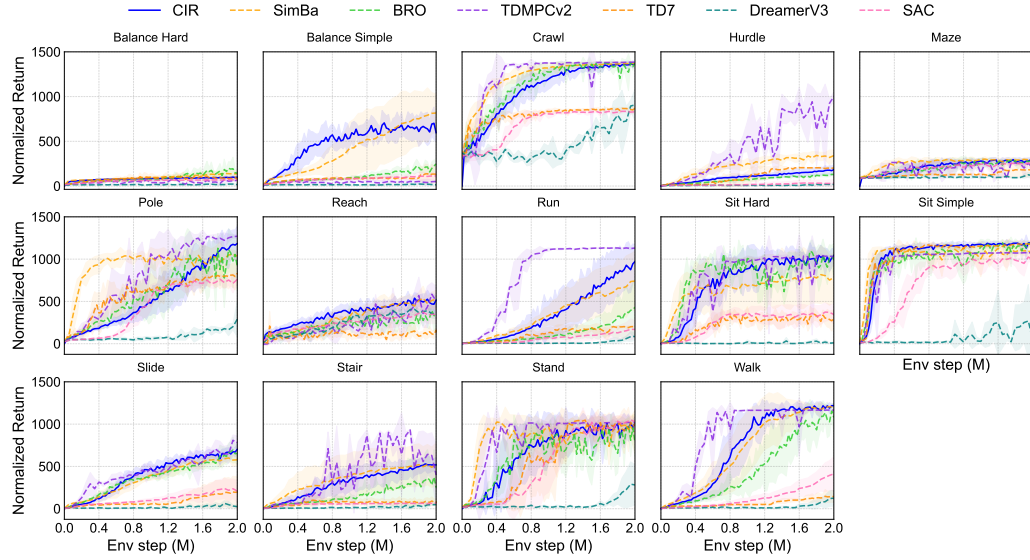 CIR SimBa BRO TDMPCv2 TD7 DreamerV3 SAC
Balance Hard Balance Simple Crawl Hurdle Maze
Normalized Return
1500
1000
500
0
Pole Reach Run Sit Hard Sit Simple
Normalized Return
1500
1000
500
0
Env step (M)
Slide Stair Stand Walk
Normalized Return
1500
1000
500
0
0.0 0.4 0.8 1.2 1.6 2.0 0.0 0.4 0.8 1.2 1.6 2.0 0.0 0.4 0.8 1.2 1.6 2.0 0.0 0.4 0.8 1.2 1.6 2.0
Env step (M) Env step (M) Env step (M) Env step (M)